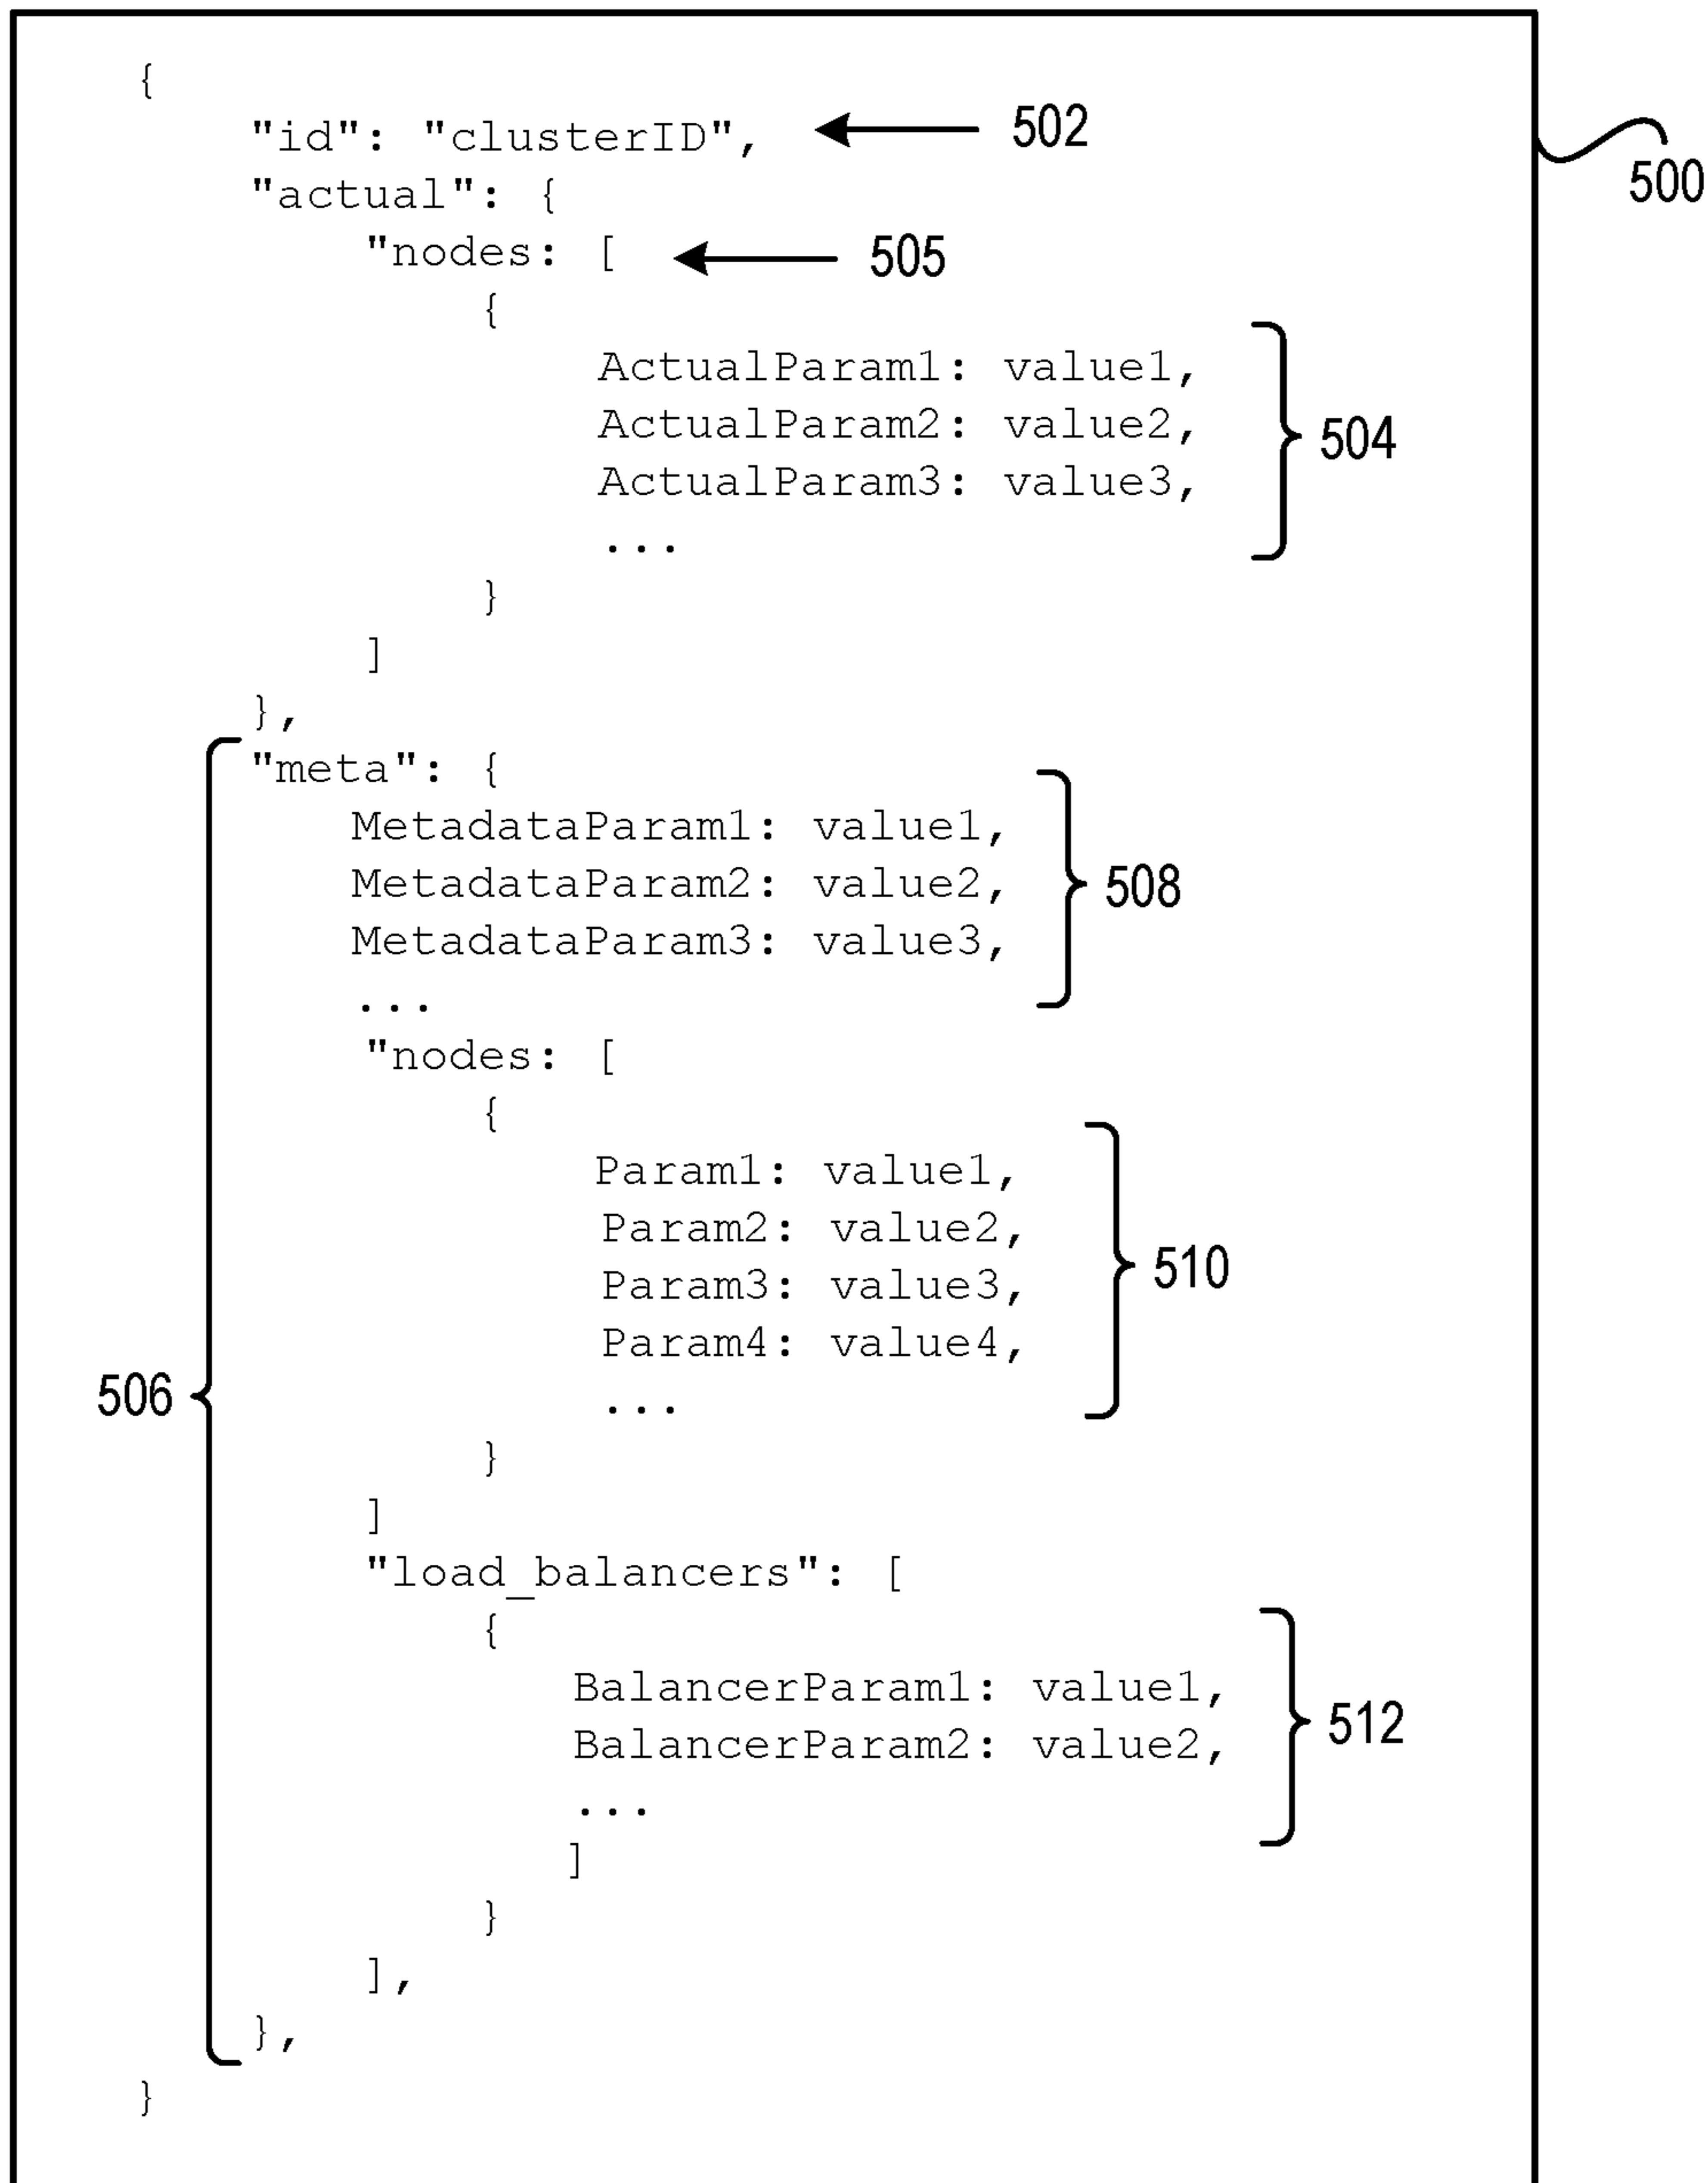 {
"id": "clusterID", 502
500
"actual": {
"nodes: [ 505
{
ActualParam1: value1,
ActualParam2: value2,
504
ActualParam3: value3,
...
}
]
},
"meta": {
MetadataParam1: value1,
MetadataParam2: value2,
508
MetadataParam3: value3,
...
"nodes: [
{
Param1: value1,
Param2: value2,
510
Param3: value3,
Param4: value4,
506
...
}
]
"load_balancers": [
{
BalancerParam1: value1,
512
BalancerParam2: value2,
...
]
}
],
},
}